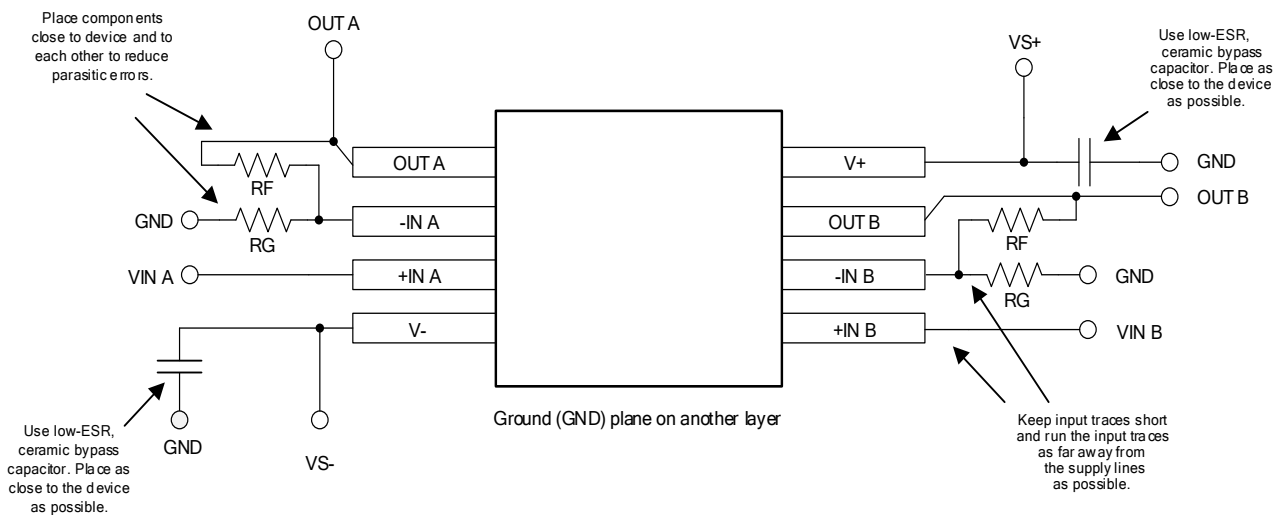 Place components
close to device and to
each other to reduce
parasitic errors.
OUT A
VS+
Use low-ESR,
ceramic bypass
capacitor. Place as
close to the device
as possible.
OUT A
V+
GND
RF
OUT B
GND
-IN A
OUT B
RF
RG
VIN A
+IN A
-IN B
GND
RG
V-
+IN B
VIN B
Use low-ESR,
ceramic bypass
capacitor. Place as
close to the device
as possible.
GND
VS-
Ground (GND) plane on another layer
Keep input traces short
and run the input traces
as far away from
the supply lines
as possible.